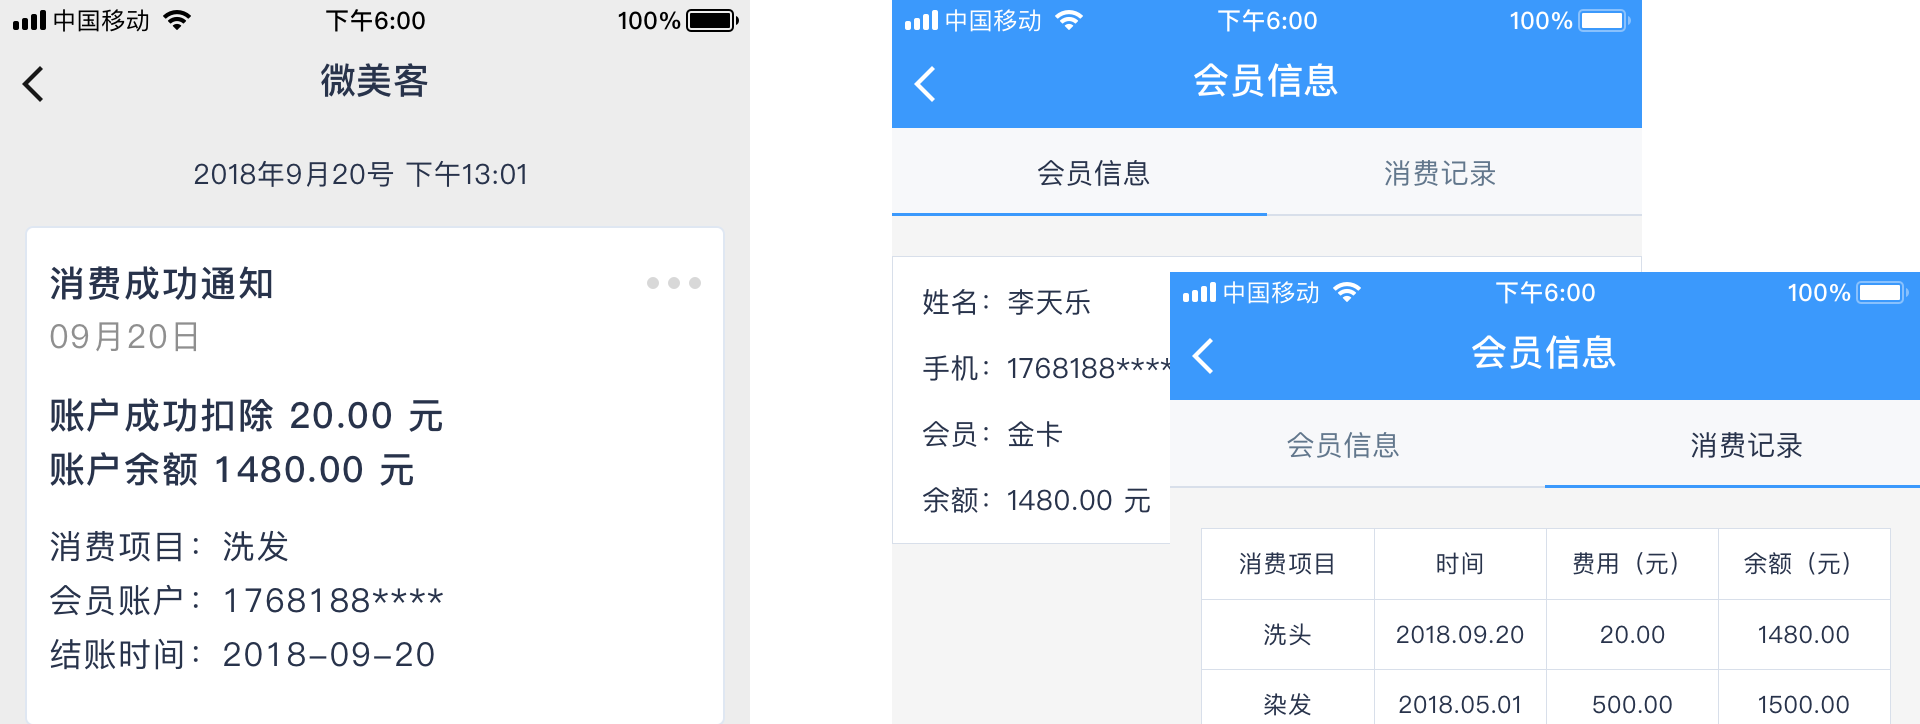 中国移动 下午6:00 100%
微美客
2018年9月20号 下午13:01
消费成功通知
09月20日
账户成功扣除 20.00 元
账户余额 1480.00 元
消费项目：洗发
会员账户：1768188****
结账时间：2018-09-20
中国移动 下午6:00 100%
会员信息
会员信息 消费记录
姓名：李天乐
手机：1768188****
会员：金卡
余额：1480.00 元
中国移动 下午6:00 100%
会员信息
会员信息 消费记录
消费项目 时间 费用（元） 余额（元）
洗头 2018.09.20 20.00 1480.00
染发 2018.05.01 500.00 1500.00